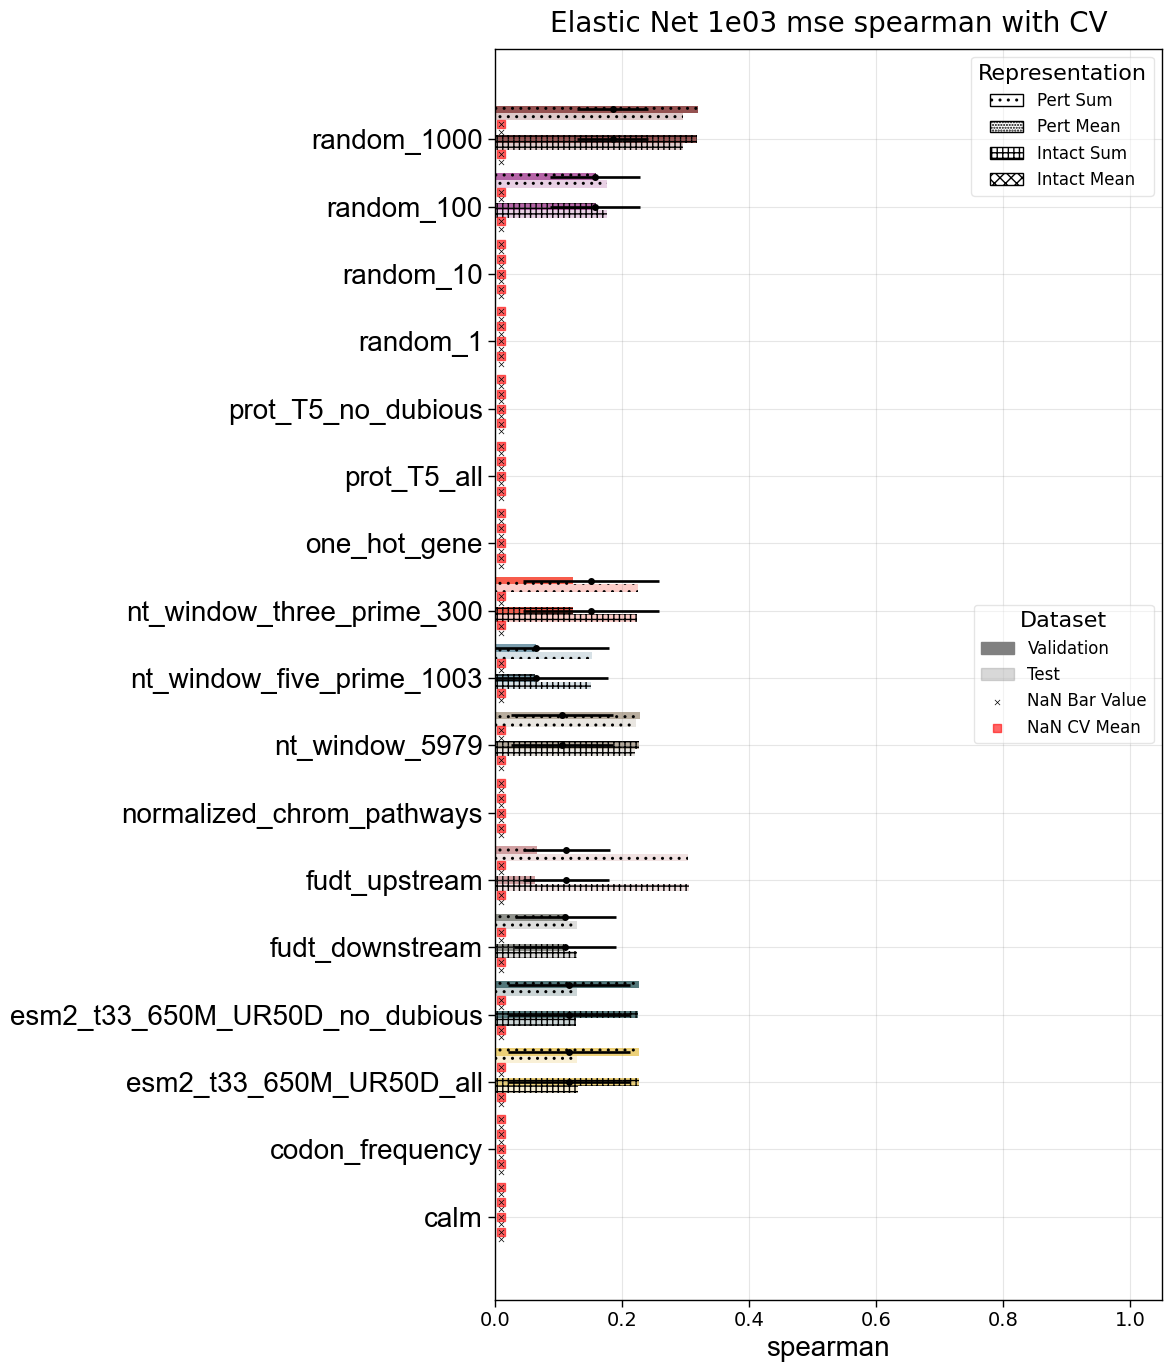 Elastic Net 1e03 mse spearman with CV
Representation
Pert Sum
Pert Mean
Intact Sum
Intact Mean
random_1000
random_100
random_10
random_1
prot_T5_no_dubious
prot_T5_all
one_hot_gene
nt_window_three_prime_300
nt_window_five_prime_1003
nt_window_5979
normalized_chrom_pathways
fudt_upstream
fudt_downstream
esm2_t33_650M_UR50D_no_dubious
esm2_t33_650M_UR50D_all
codon_frequency
calm
Dataset
Validation
Test
NaN Bar Value
NaN CV Mean
0.0 0.2 0.4 0.6 0.8 1.0
spearman